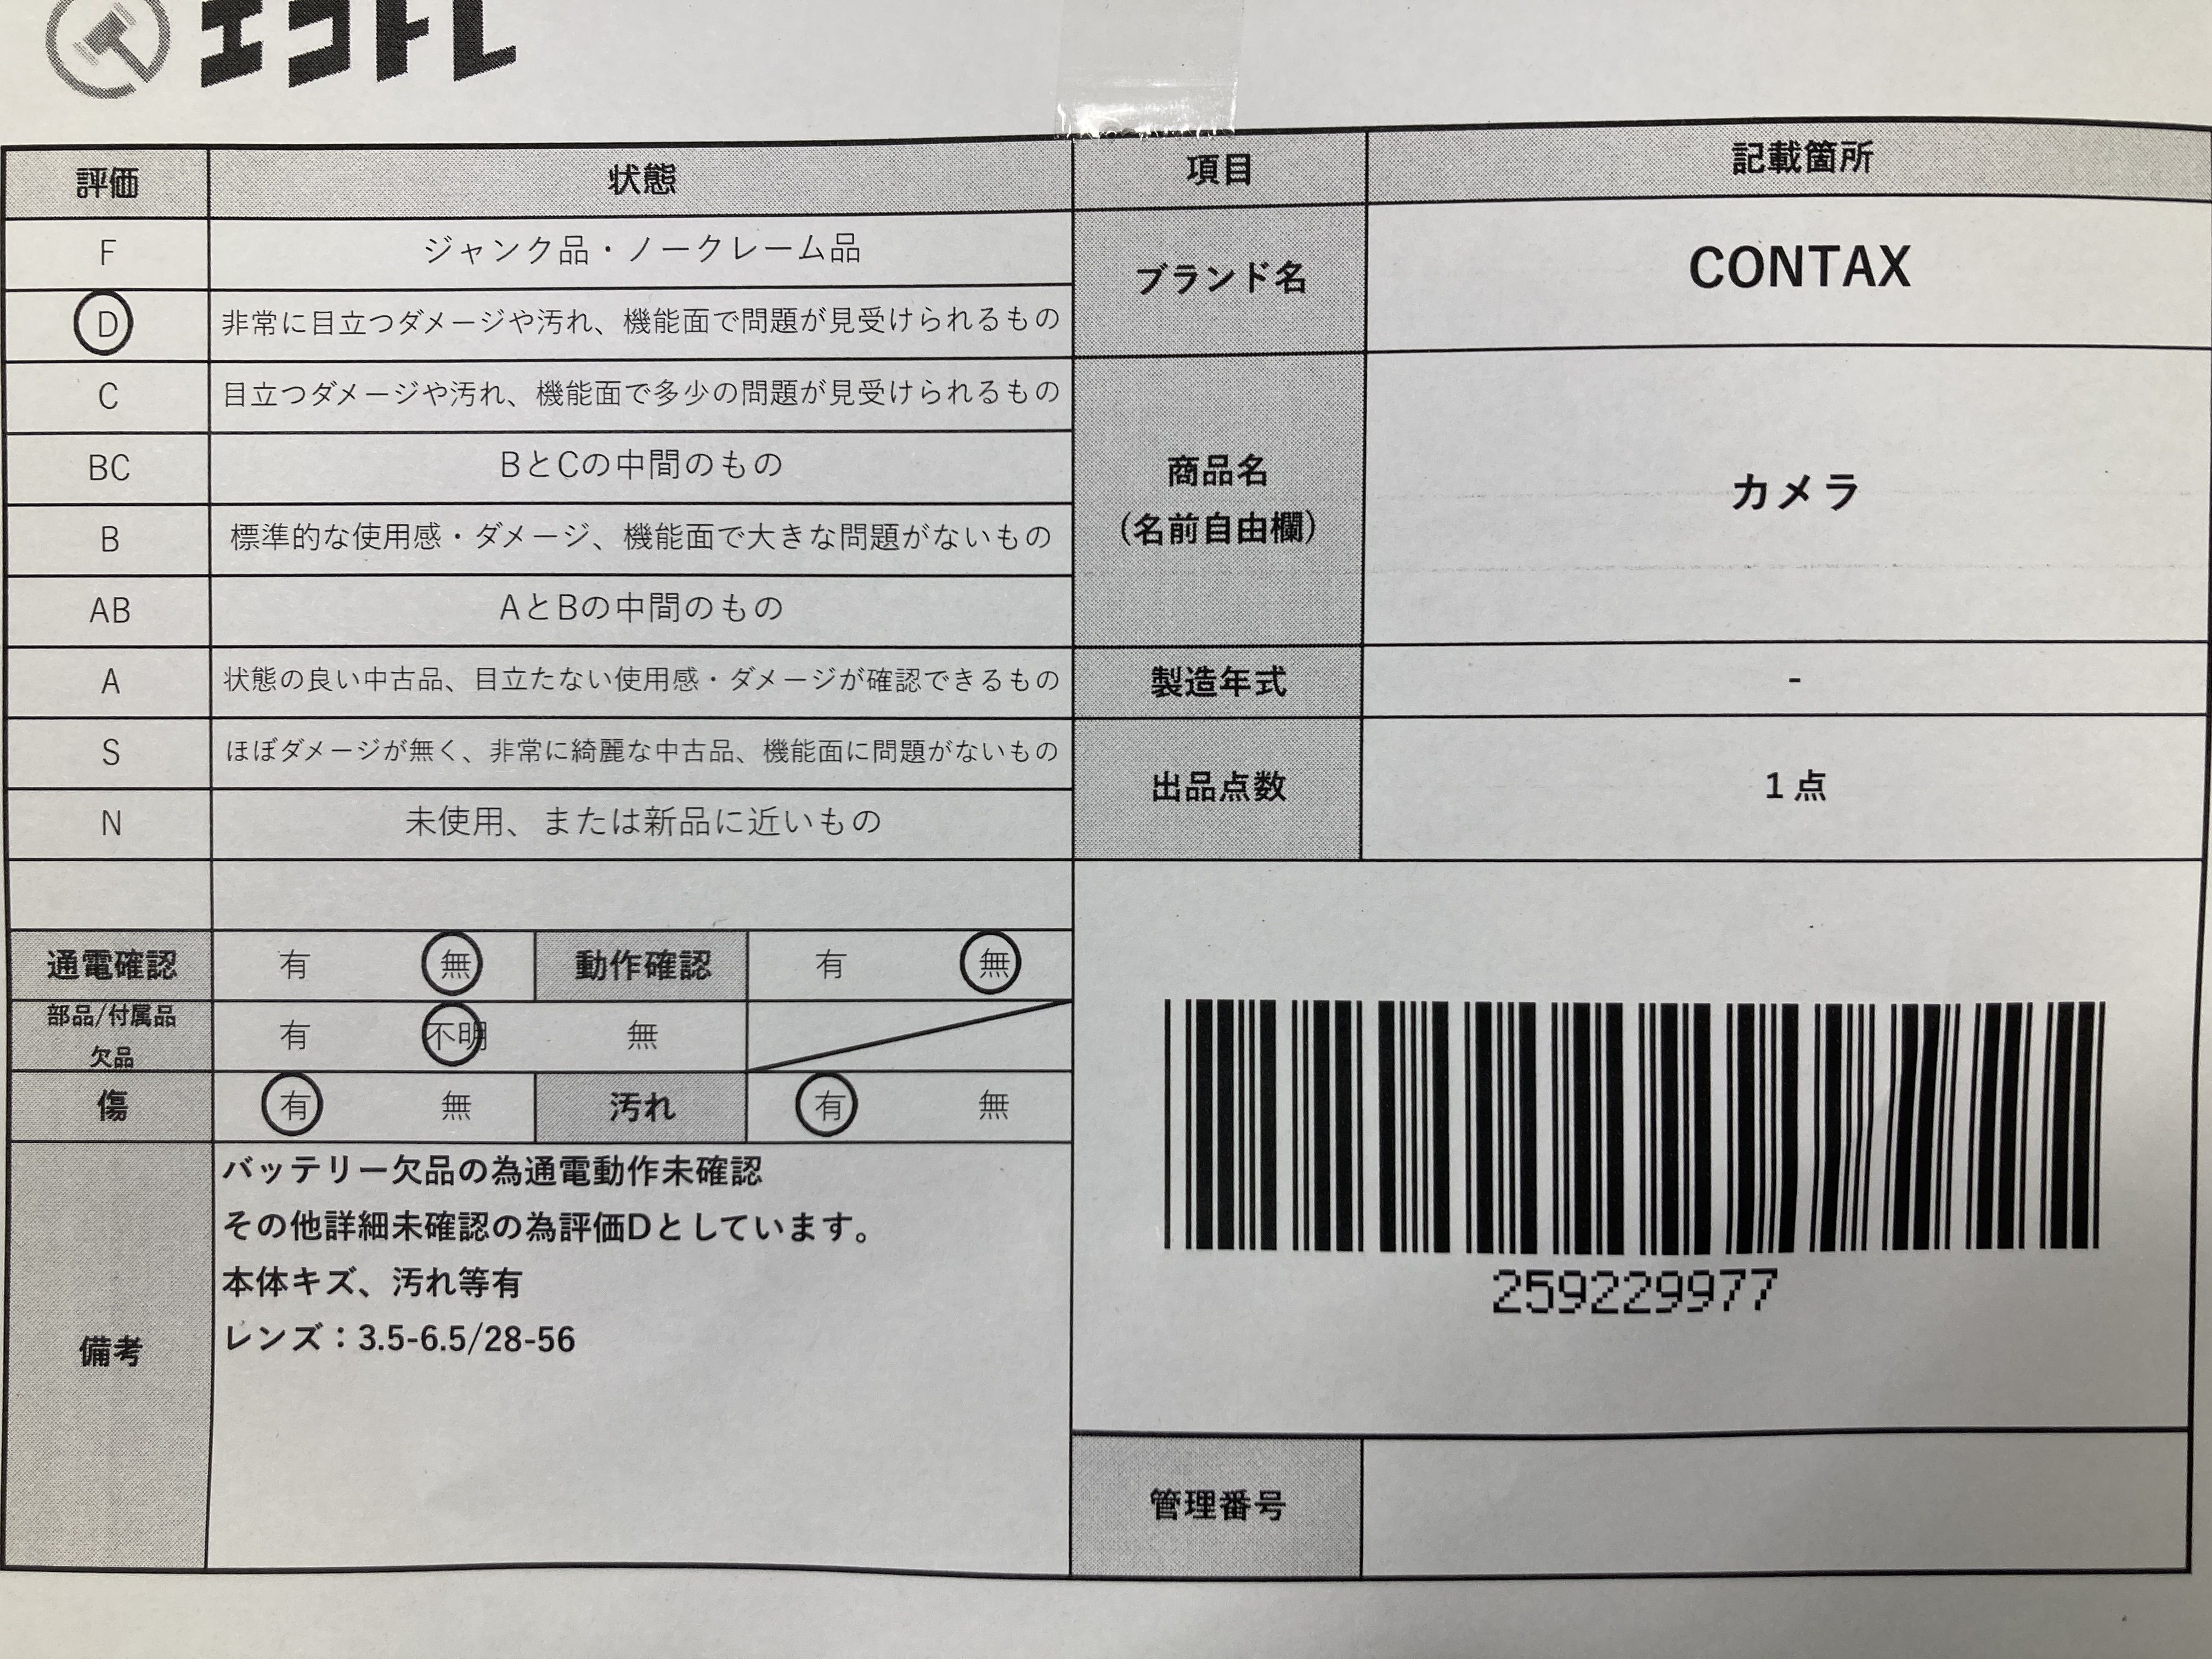 エコトレ
評価 状態 項目 記載箇所
F ジャンク品・ノークレーム品
D 非常に目立つダメージや汚れ、機能面で問題が見受けられるもの
ブランド名 CONTAX
C 目立つダメージや汚れ、機能面で多少の問題が見受けられるもの
BC BとCの中間のもの
B 標準的な使用感・ダメージ、機能面で大きな問題がないもの
AB AとBの中間のもの
商品名
（名前自由欄）
カメラ
A 状態の良い中古品、目立たない使用感・ダメージが確認できるもの
製造年式 -
S ほぼダメージが無く、非常に綺麗な中古品、機能面に問題がないもの
N 未使用、または新品に近いもの
出品点数 1点
通電確認 有 無 動作確認 有 無
部品/付属品
欠品
有 不明 無
傷 有 無 汚れ 有 無
備考
バッテリー欠品の為通電動作未確認
その他詳細未確認の為評価Dとしています。
本体キズ、汚れ等有
レンズ：3.5-6.5/28-56
259229977
管理番号